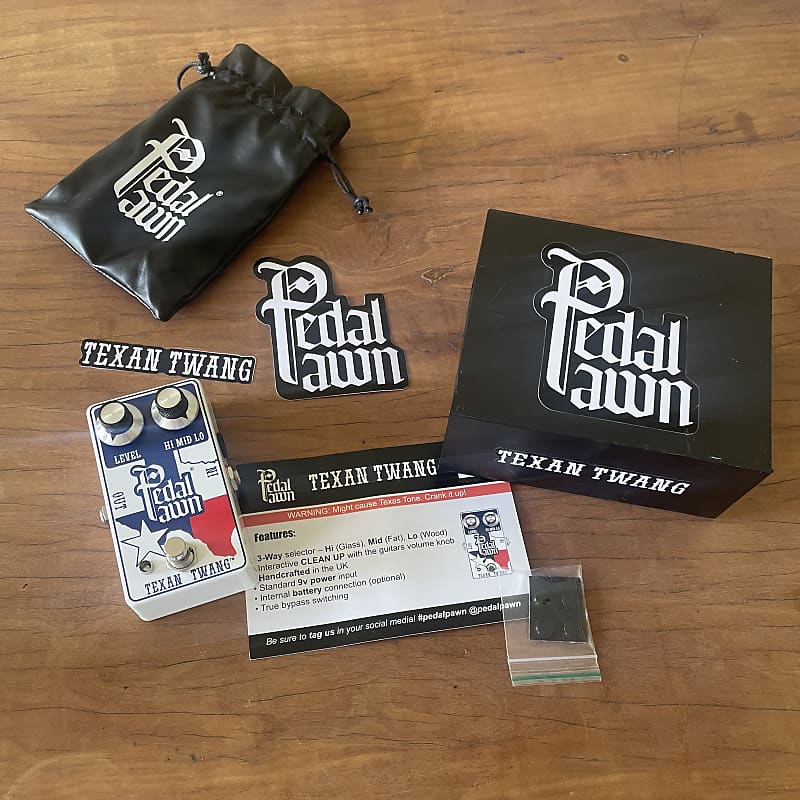 Pedal
Pawn
®
Pedal
Pawn
TEXAN TWANG
Pedal
Pawn
TEXAN TWANG
LEVEL
HI MID LO
OUT
IN
Pedal
Pawn
TEXAN TWANG™
Pedal
Pawn
TEXAN TWANG
WARNING: Might cause Texas Tone. Crank it up!
Features:
3-Way selector – Hi (Glass), Mid (Fat), Lo (Wood)
Interactive CLEAN UP with the guitars volume knob
Handcrafted in the UK
• Standard 9v power input
• Internal battery connection (optional)
• True bypass switching
Be sure to tag us in your social media! #pedalpawn @pedalpawn
Pedal
Pawn
TEXAN TWANG